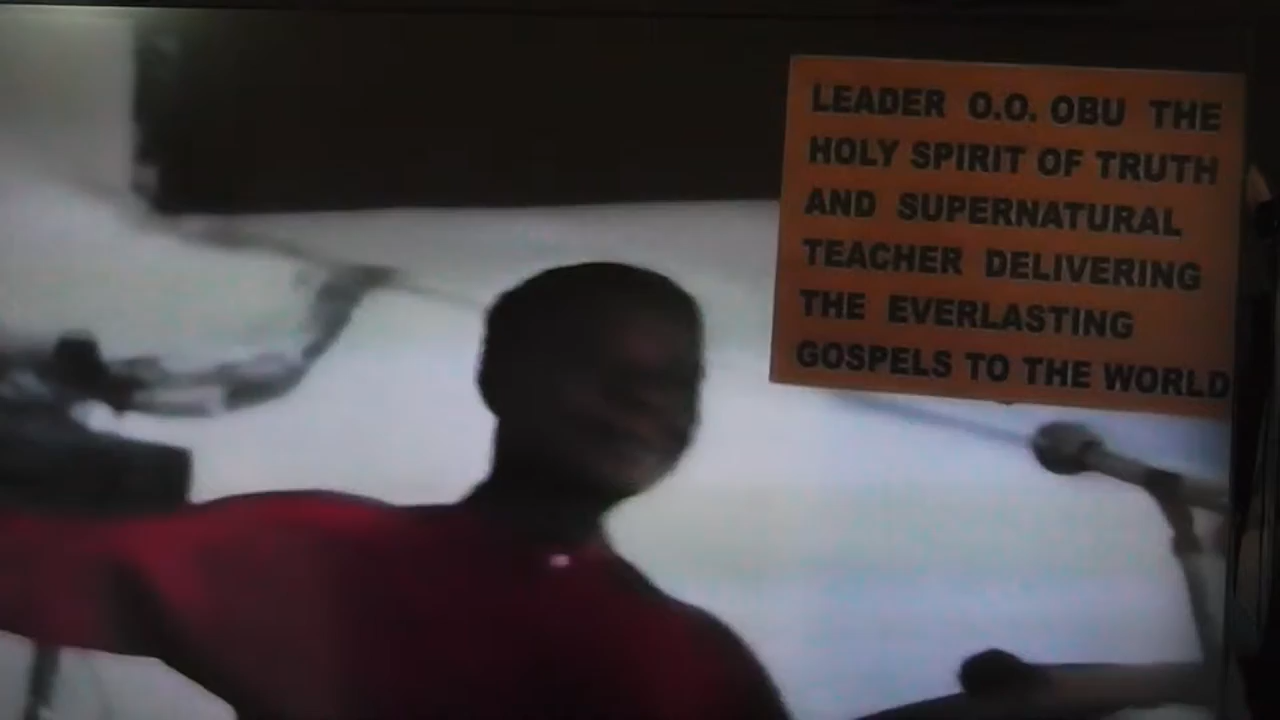 LEADER O.O. OBU THE
HOLY SPIRIT OF TRUTH
AND SUPERNATURAL
TEACHER DELIVERING
THE EVERLASTING
GOSPELS TO THE WORLD